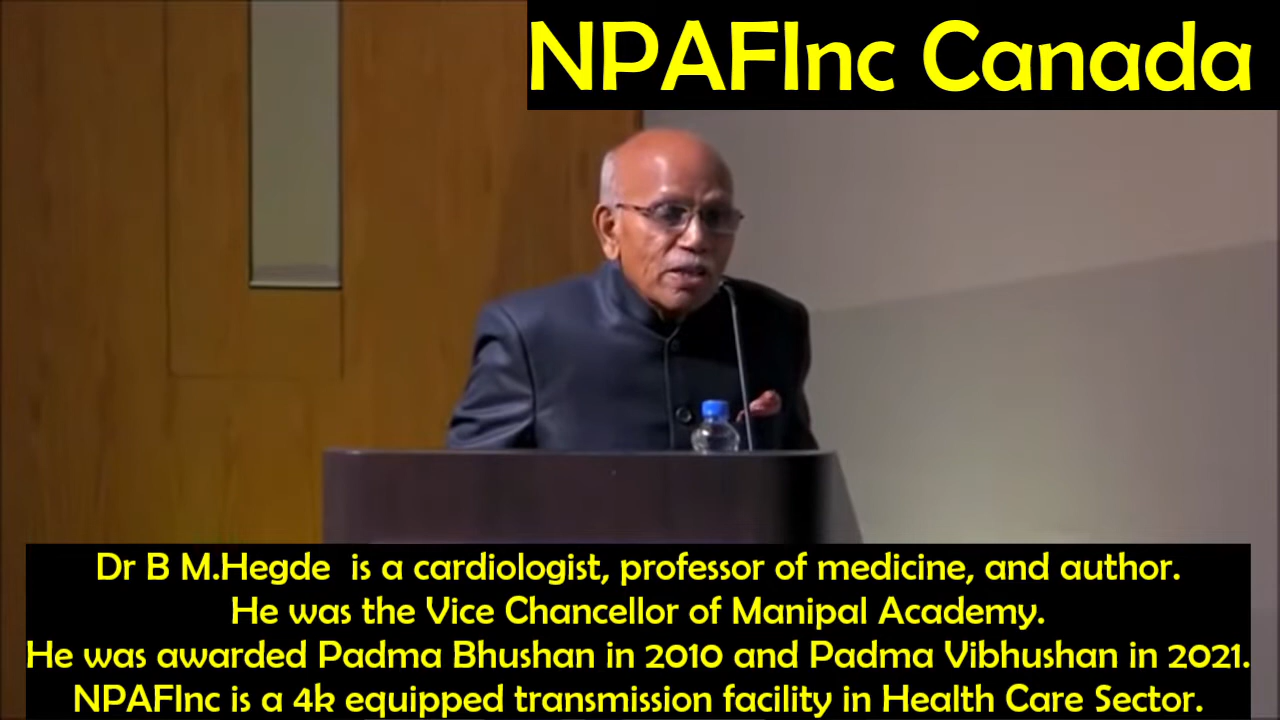 NPAFInc Canada
Dr B M.Hegde is a cardiologist, professor of medicine, and author.
He was the Vice Chancellor of Manipal Academy.
He was awarded Padma Bhushan in 2010 and Padma Vibhushan in 2021.
NPAFInc is a 4k equipped transmission facility in Health Care Sector.